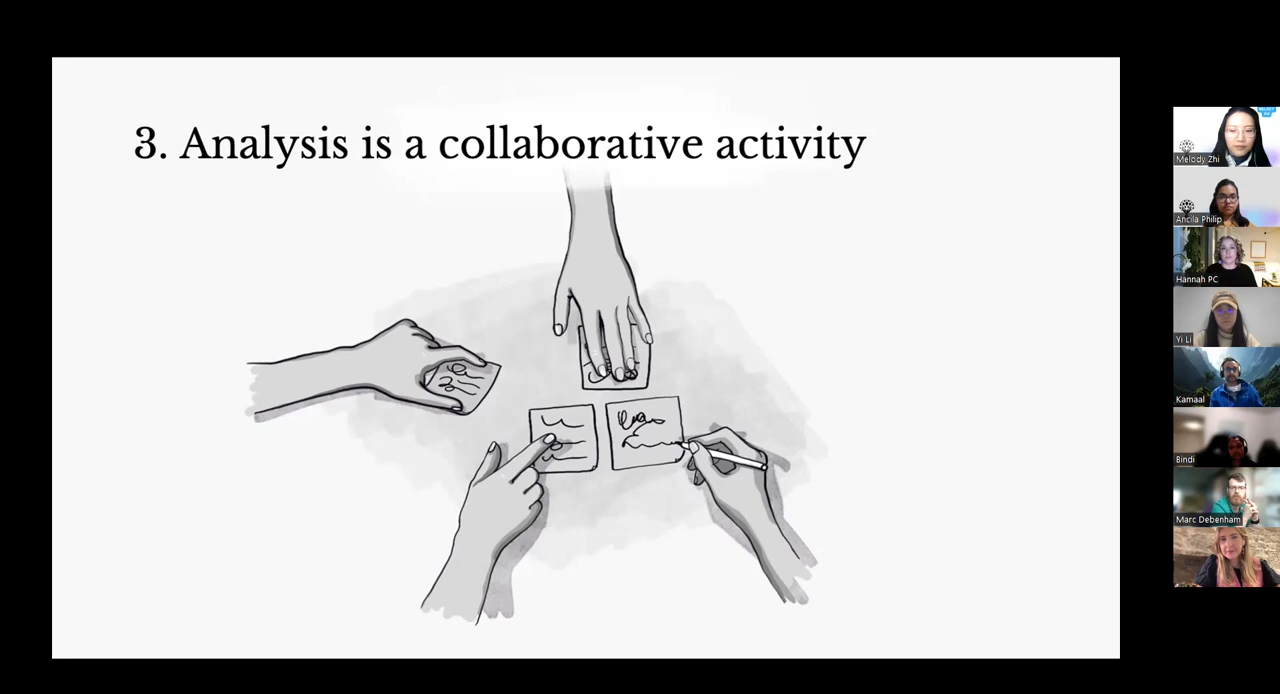 3. Analysis is a collaborative activity
Melody Zhi
Ancila Philip
Hannah PC
Yi Li
Kamaal
Bindi
Marc Debenham